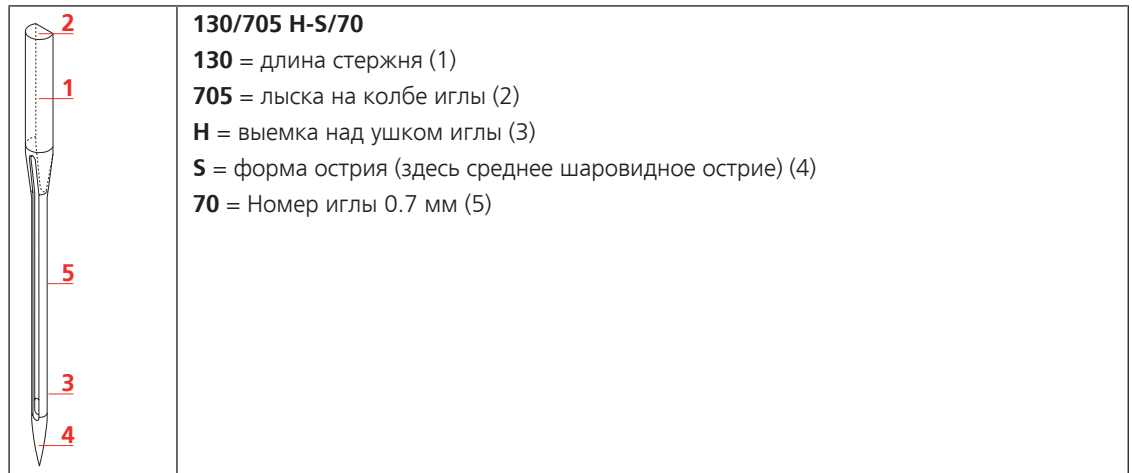 2
1
5
3
4
130/705 H-S/70
130 = длина стержня (1)
705 = лыска на колбе иглы (2)
H = выемка над ушком иглы (3)
S = форма острия (здесь среднее шаровидное острие) (4)
70 = Номер иглы 0.7 мм (5)